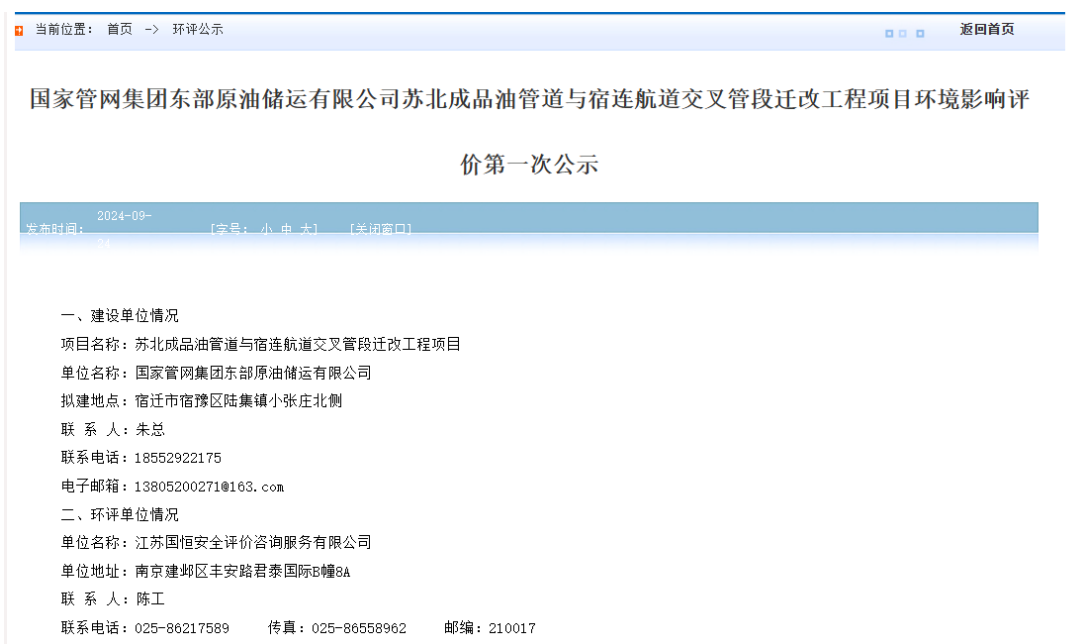 当前位置: 首页 -> 环评公示
返回首页
国家管网集团东部原油储运有限公司苏北成品油管道与宿连航道交叉管段迁改工程项目环境影响评
价第一次公示
发布时间: 2024-09-24 [字号: 小 中 大] [关闭窗口]
一、建设单位情况
项目名称：苏北成品油管道与宿连航道交叉管段迁改工程项目
单位名称：国家管网集团东部原油储运有限公司
拟建地点：宿迁市宿豫区陆集镇小张庄北侧
联 系 人：朱总
联系电话：18552922175
电子邮箱：13805200271@163.com
二、环评单位情况
单位名称：江苏国恒安全评价咨询服务有限公司
单位地址：南京建邺区丰安路君泰国际B幢8A
联 系 人：陈工
联系电话：025-86217589 传真：025-86558962 邮编：210017